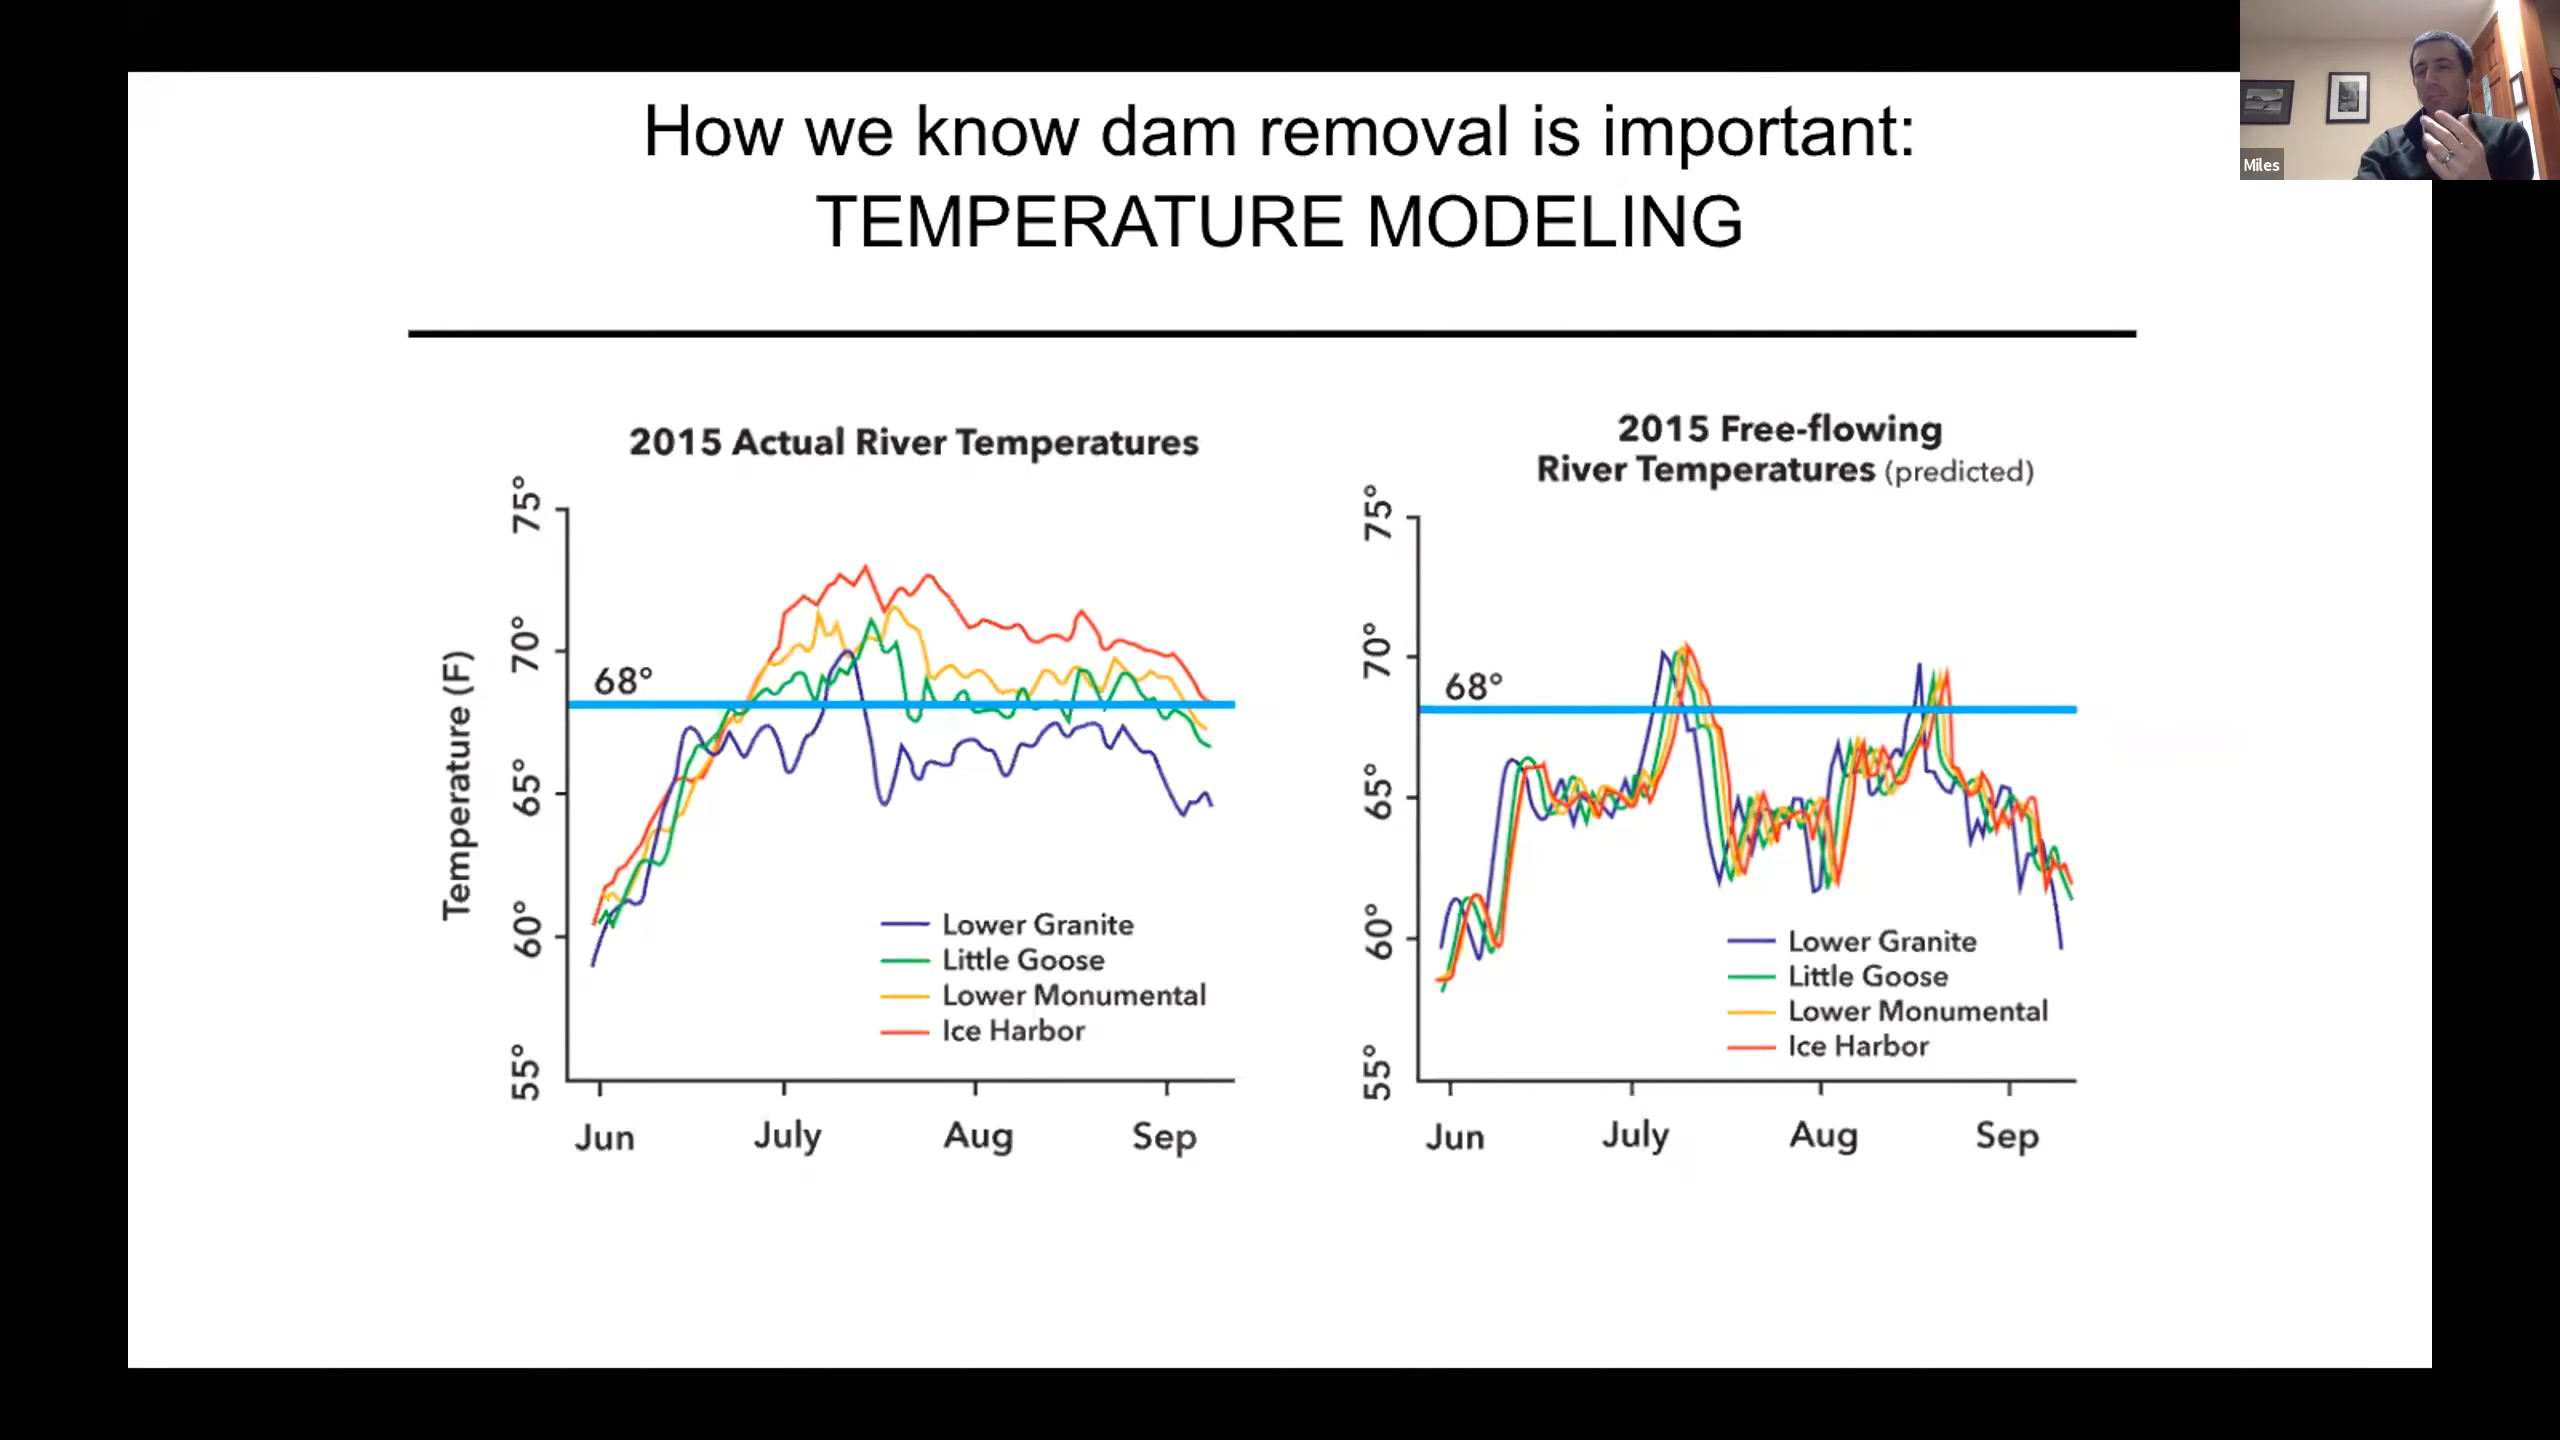 Miles
How we know dam removal is important:
TEMPERATURE MODELING
2015 Actual River Temperatures
75°
70°
65°
60°
55°
Temperature (F)
68°
Lower Granite
Little Goose
Lower Monumental
Ice Harbor
Jun July Aug Sep
2015 Free-flowing
River Temperatures (predicted)
75°
70°
65°
60°
55°
68°
Lower Granite
Little Goose
Lower Monumental
Ice Harbor
Jun July Aug Sep